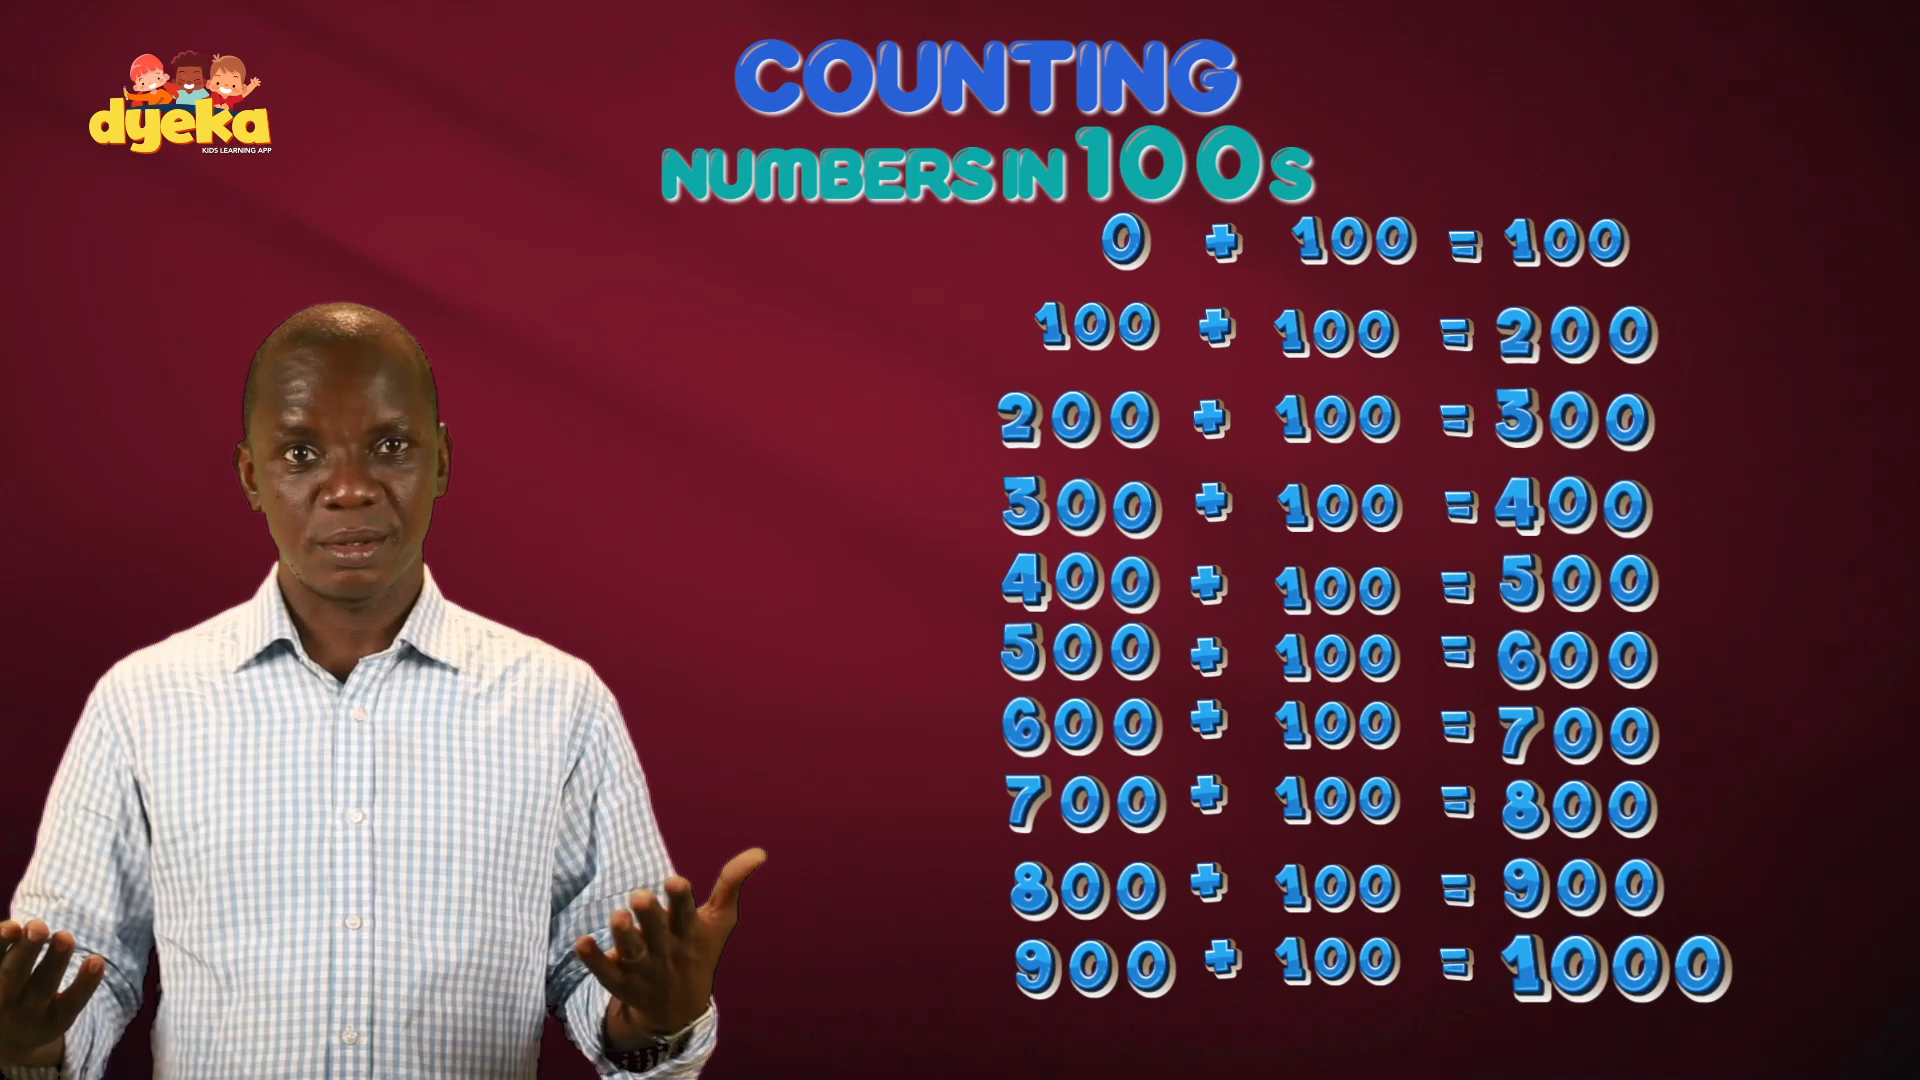 dyeka
KIDS LEARNING APP
COUNTING
NUMBERS IN 100s
0 + 100 = 100
100 + 100 = 200
200 + 100 = 300
300 + 100 = 400
400 + 100 = 500
500 + 100 = 600
600 + 100 = 700
700 + 100 = 800
800 + 100 = 900
900 + 100 = 1000